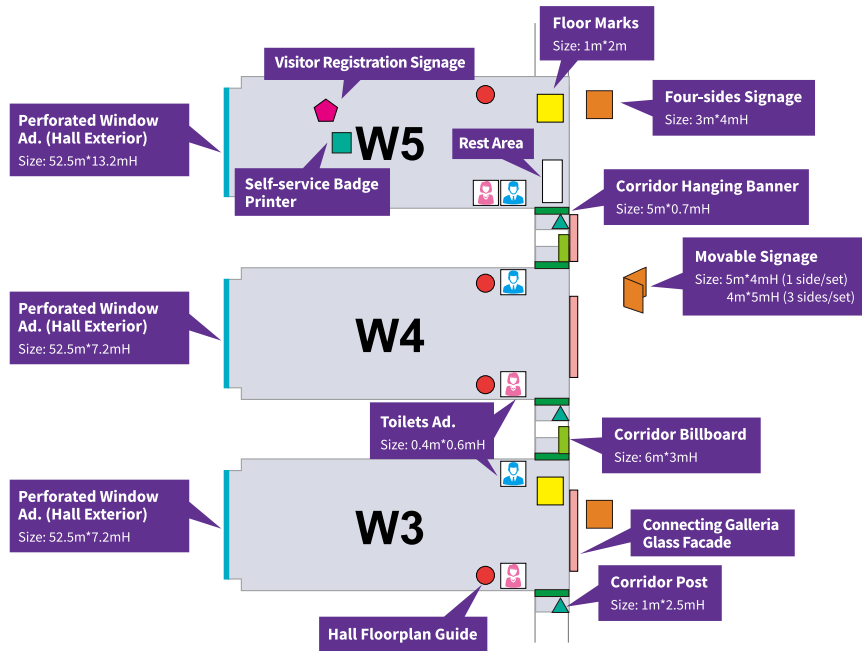 Floor Marks
Size: 1m*2m
Visitor Registration Signage
Four-sides Signage
Size: 3m*4mH
Perforated Window
Ad. (Hall Exterior)
Size: 52.5m*13.2mH
W5
Rest Area
Self-service Badge
Printer
Corridor Hanging Banner
Size: 5m*0.7mH
Movable Signage
Size: 5m*4mH (1 side/set)
4m*5mH (3 sides/set)
Perforated Window
Ad. (Hall Exterior)
Size: 52.5m*7.2mH
W4
Toilets Ad.
Size: 0.4m*0.6mH
Corridor Billboard
Size: 6m*3mH
Perforated Window
Ad. (Hall Exterior)
Size: 52.5m*7.2mH
W3
Connecting Galleria
Glass Facade
Corridor Post
Size: 1m*2.5mH
Hall Floorplan Guide